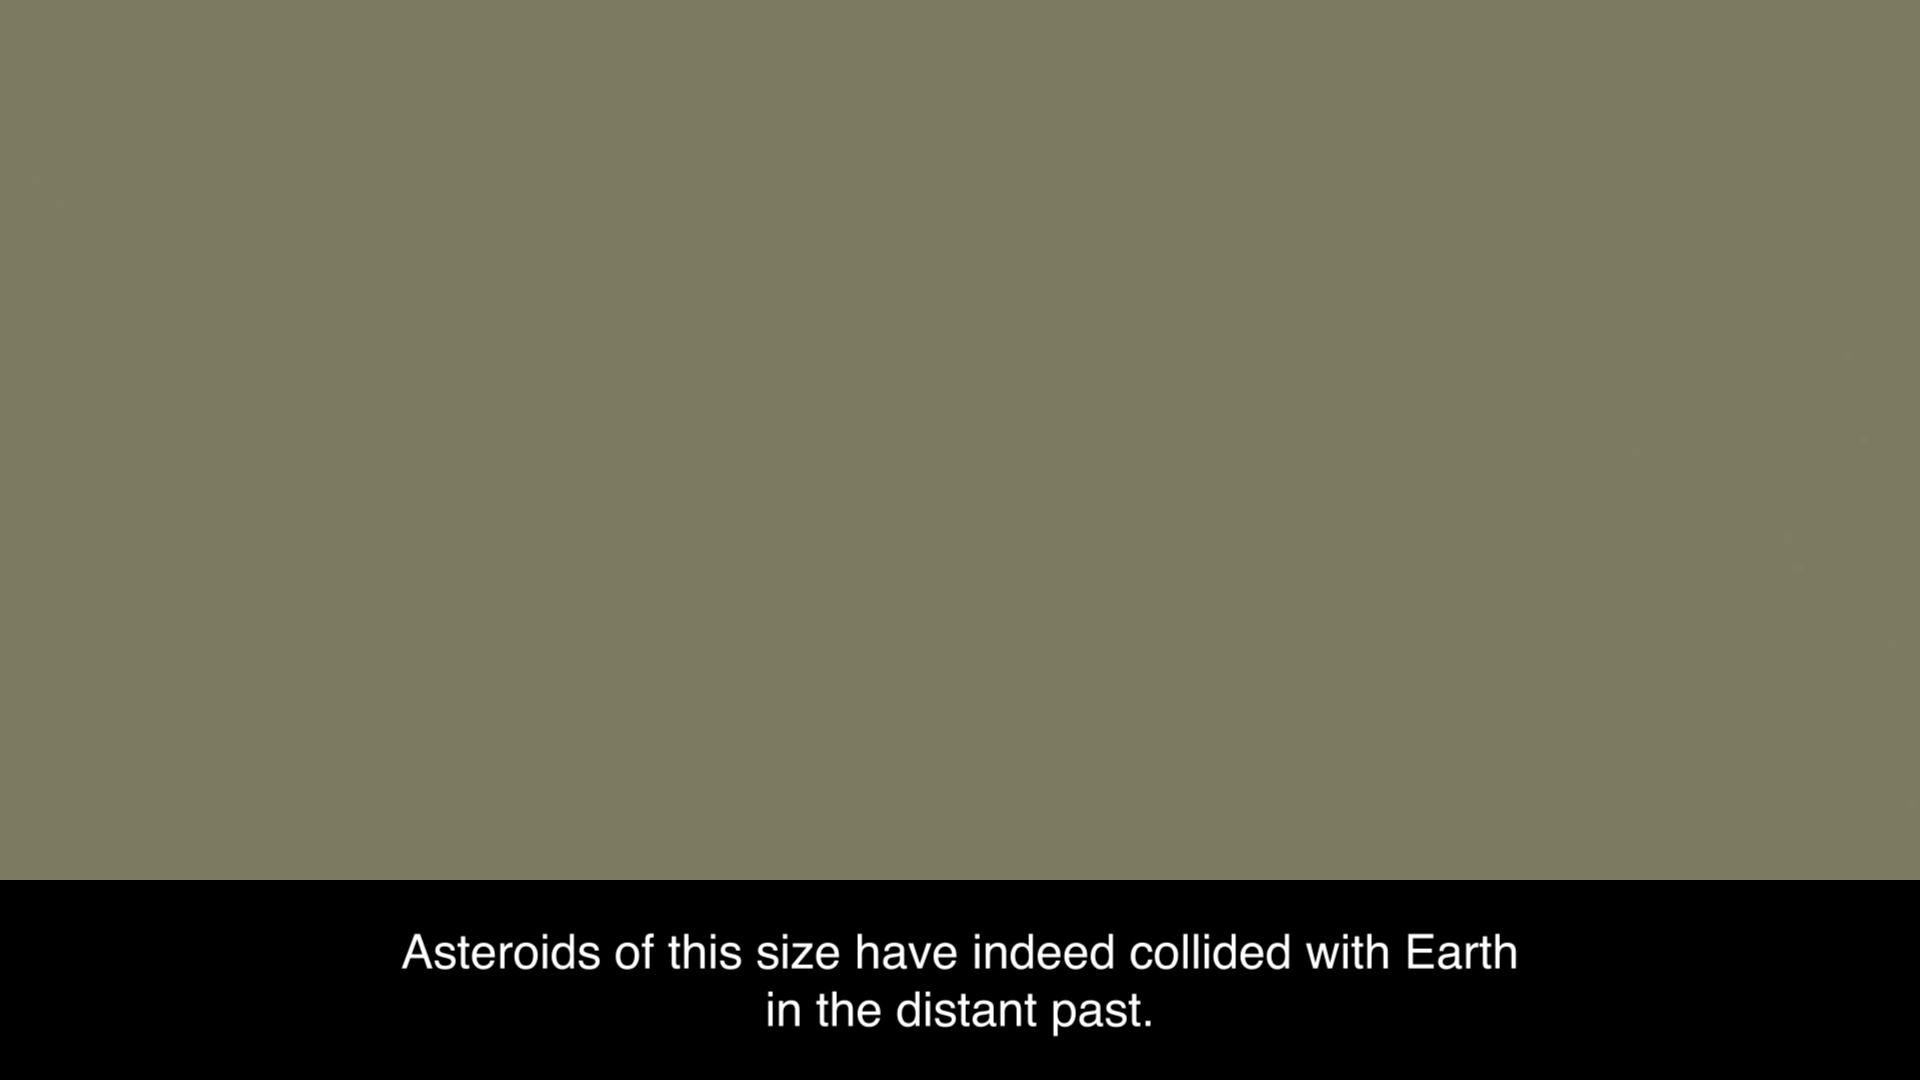 Asteroids of this size have indeed collided with Earth
in the distant past.